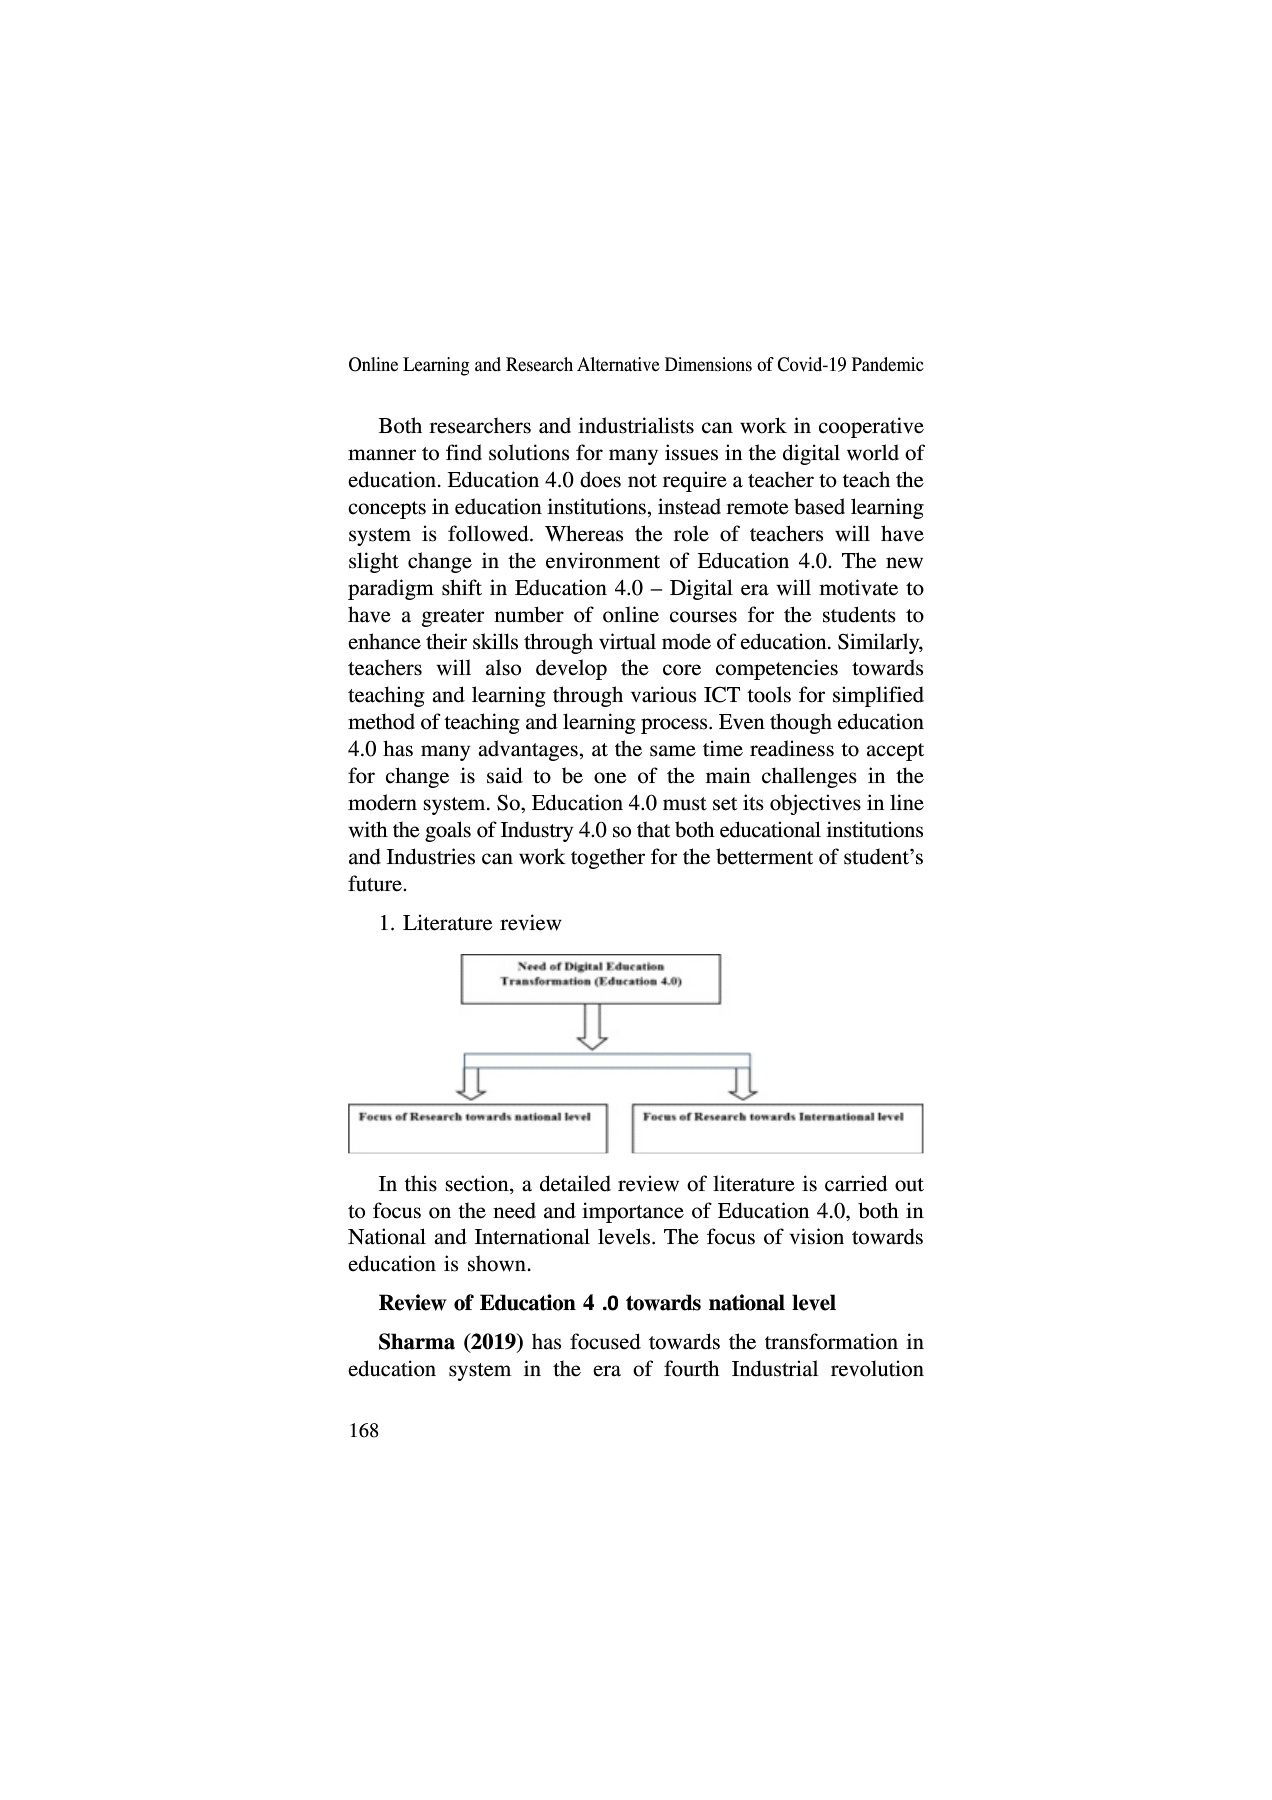 Online Learning and Research Alternative Dimensions of Covid-19 Pandemic
Both researchers and industrialists can work in cooperative
manner to find solutions for many issues in the digital world of
education. Education 4.0 does not require a teacher to teach the
concepts in education institutions, instead remote based learning
system is followed. Whereas the role of teachers will have
slight change in the environment of Education 4.0. The new
paradigm shift in Education 4.0 – Digital era will motivate to
have a greater number of online courses for the students to
enhance their skills through virtual mode of education. Similarly,
teachers will also develop the core competencies towards
teaching and learning through various ICT tools for simplified
method of teaching and learning process. Even though education
4.0 has many advantages, at the same time readiness to accept
for change is said to be one of the main challenges in the
modern system. So, Education 4.0 must set its objectives in line
with the goals of Industry 4.0 so that both educational institutions
and Industries can work together for the betterment of student’s
future.
1. Literature review
Need of Digital Education
Transformation (Education 4.0)
Focus of Research towards national level
Focus of Research towards International level
In this section, a detailed review of literature is carried out
to focus on the need and importance of Education 4.0, both in
National and International levels. The focus of vision towards
education is shown.
Review of Education 4 .0 towards national level
Sharma (2019) has focused towards the transformation in
education system in the era of fourth Industrial revolution
168